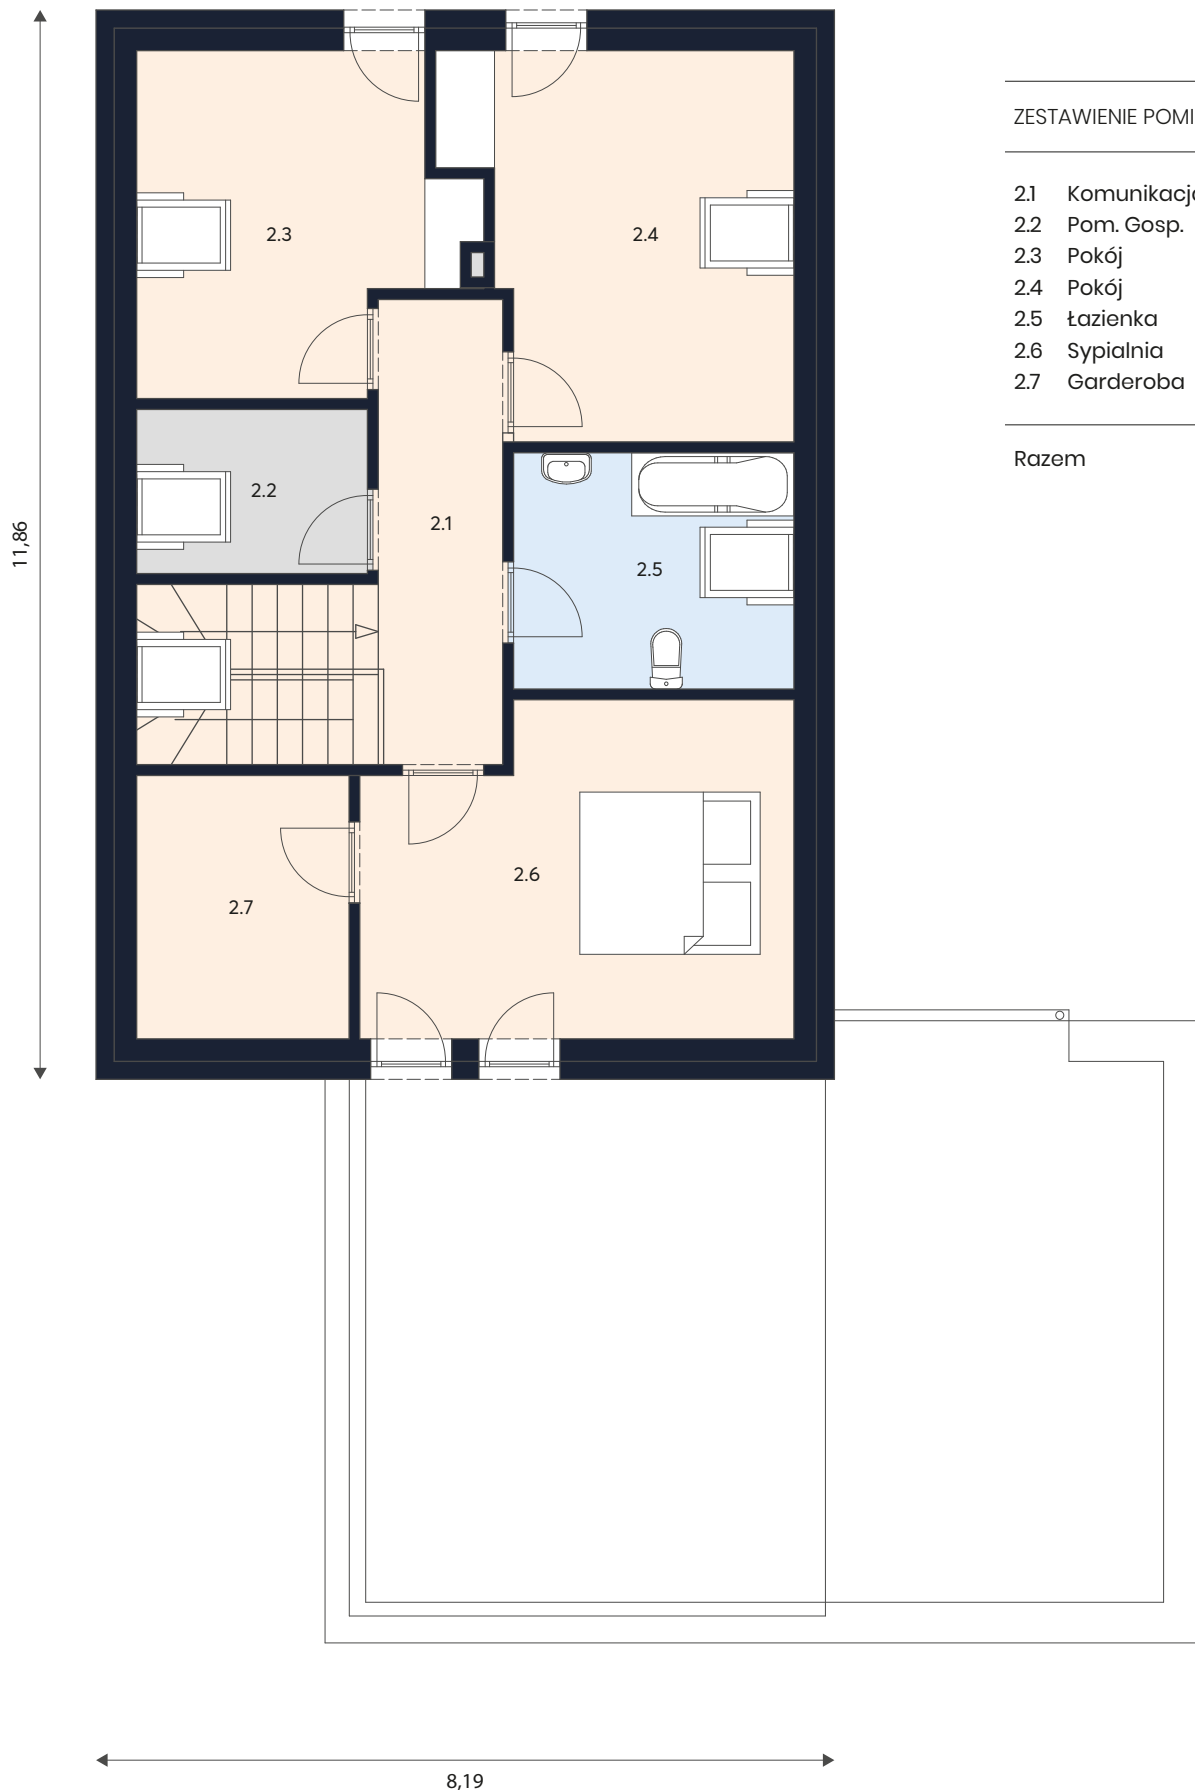 ZESTAWIENIE POMI
2.1 Komunikacja
2.2 Pom. Gosp.
2.3 Pokój
2.4 Pokój
2.5 Łazienka
2.6 Sypialnia
2.7 Garderoba
Razem
2.3
2.4
2.2
2.1
2.5
2.6
2.7
11,86
8,19